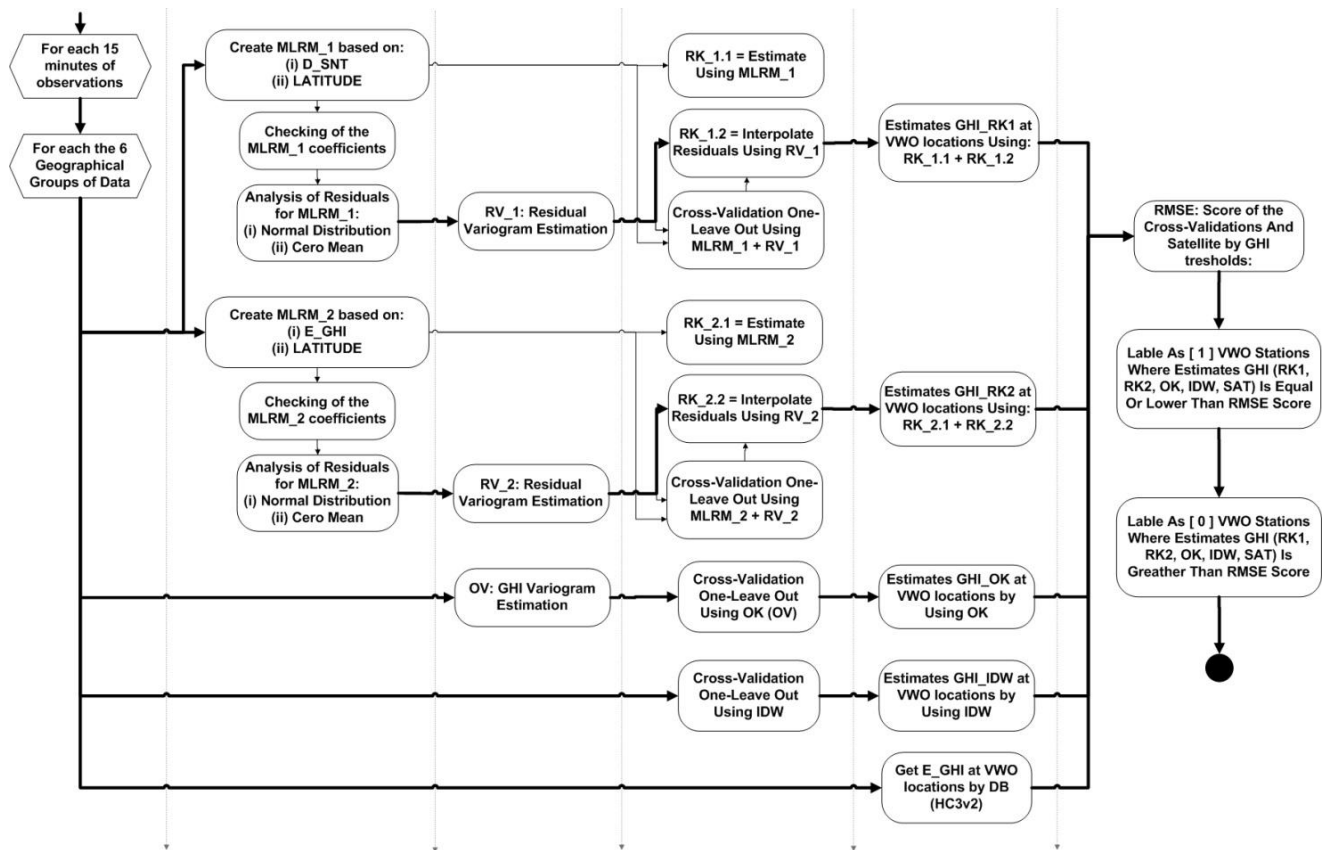 For each 15
minutes of
observations
For each the 6
Geographical
Groups of Data
Create MLRM_1 based on:
(i) D_SNT
(ii) LATITUDE
Checking of the
MLRM_1 coefficients
Analysis of Residuals
for MLRM_1:
(i) Normal Distribution
(ii) Cero Mean
RV_1: Residual
Variogram Estimation
RK_1.1 = Estimate
Using MLRM_1
RK_1.2 = Interpolate
Residuals Using RV_1
Cross-Validation One-
Leave Out Using
MLRM_1 + RV_1
Estimates GHI_RK1 at
VWO locations Using:
RK_1.1 + RK_1.2
Create MLRM_2 based on:
(i) E_GHI
(ii) LATITUDE
Checking of the
MLRM_2 coefficients
Analysis of Residuals
for MLRM_2:
(i) Normal Distribution
(ii) Cero Mean
RV_2: Residual
Variogram Estimation
RK_2.1 = Estimate
Using MLRM_2
RK_2.2 = Interpolate
Residuals Using RV_2
Cross-Validation One-
Leave Out Using
MLRM_2 + RV_2
Estimates GHI_RK2 at
VWO locations Using:
RK_2.1 + RK_2.2
OV: GHI Variogram
Estimation
Cross-Validation
One-Leave Out
Using OK (OV)
Estimates GHI_OK at
VWO locations by
Using OK
Cross-Validation
One-Leave Out
Using IDW
Estimates GHI_IDW at
VWO locations by
Using IDW
Get E_GHI at VWO
locations by DB
(HC3v2)
RMSE: Score of the
Cross-Validations And
Satellite by GHI
tresholds:
Lable As [ 1 ] VWO Stations
Where Estimates GHI (RK1,
RK2, OK, IDW, SAT) Is Equal
Or Lower Than RMSE Score
Lable As [ 0 ] VWO Stations
Where Estimates GHI (RK1,
RK2, OK, IDW, SAT) Is
Greather Than RMSE Score